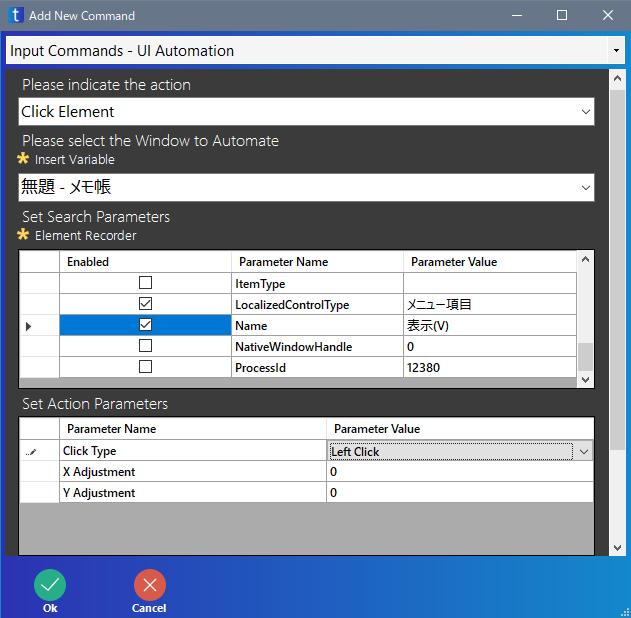 Add New Command
Input Commands - UI Automation
Please indicate the action
Click Element
Please select the Window to Automate
Insert Variable
無題 - メモ帳
Set Search Parameters
Element Recorder
Enabled Parameter Name Parameter Value
ItemType
LocalizedControlType メニュー項目
Name 表示(V)
NativeWindowHandle 0
ProcessId 12380
Set Action Parameters
Parameter Name Parameter Value
Click Type Left Click
X Adjustment 0
Y Adjustment 0
Ok Cancel